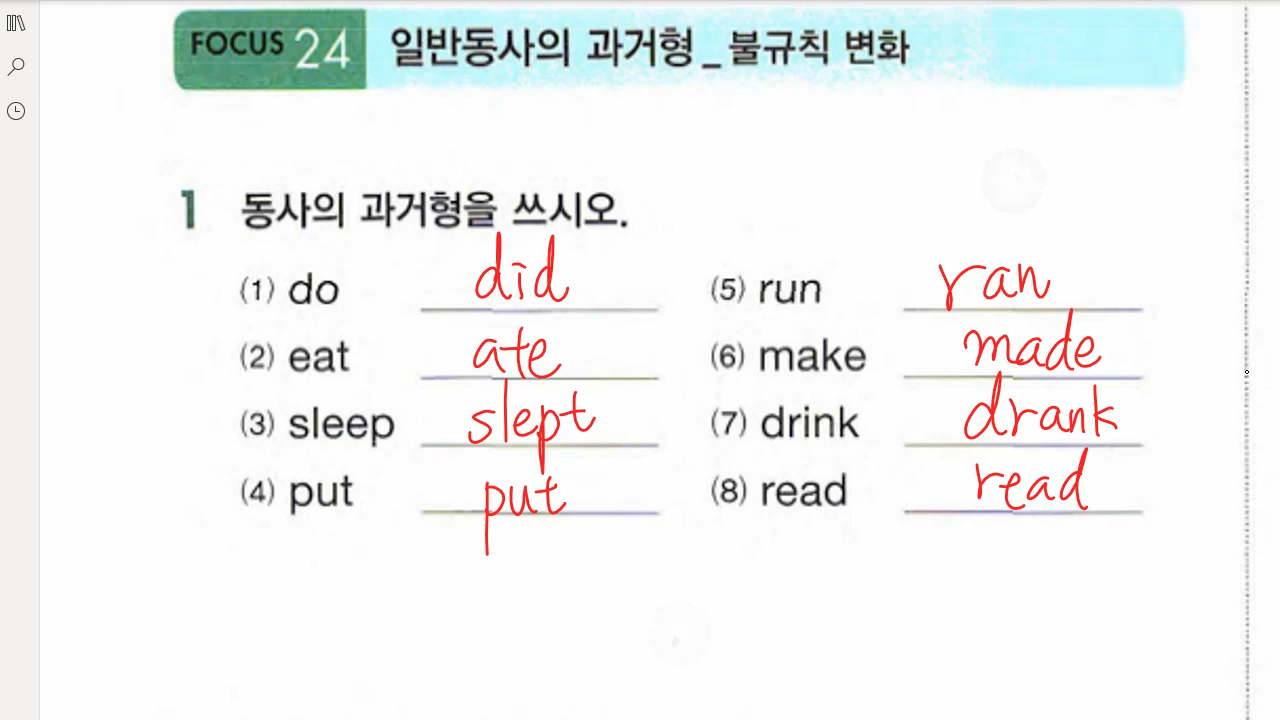 FOCUS 24 일반동사의 과거형_불규칙 변화
1 동사의 과거형을 쓰시오.
(1) do did (5) run ran
(2) eat ate (6) make made
(3) sleep slept (7) drink drank
(4) put put (8) read read